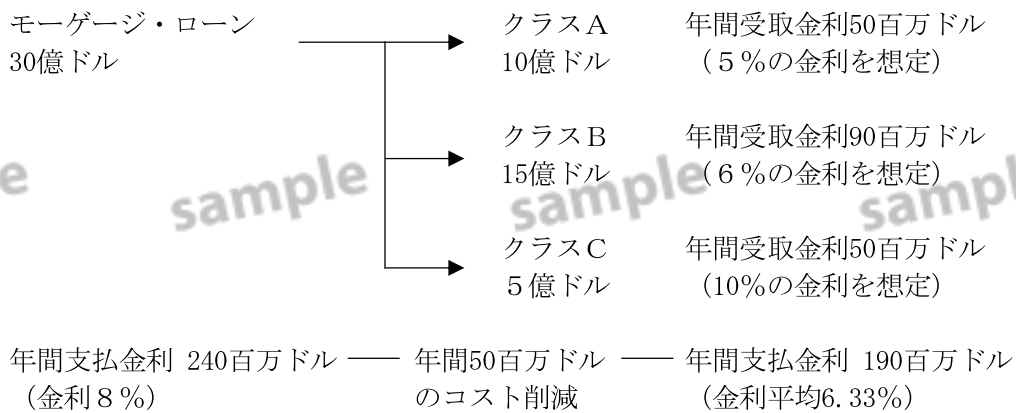 モーゲージ・ローン
30億ドル
クラスA 年間受取金利50百万ドル
10億ドル （5%の金利を想定）
クラスB 年間受取金利90百万ドル
15億ドル （6%の金利を想定）
クラスC 年間受取金利50百万ドル
5億ドル （10%の金利を想定）
年間支払金利 240百万ドル ── 年間50百万ドル ── 年間支払金利 190百万ドル
（金利8%） のコスト削減 （金利平均6.33%）
sample
sample
sample